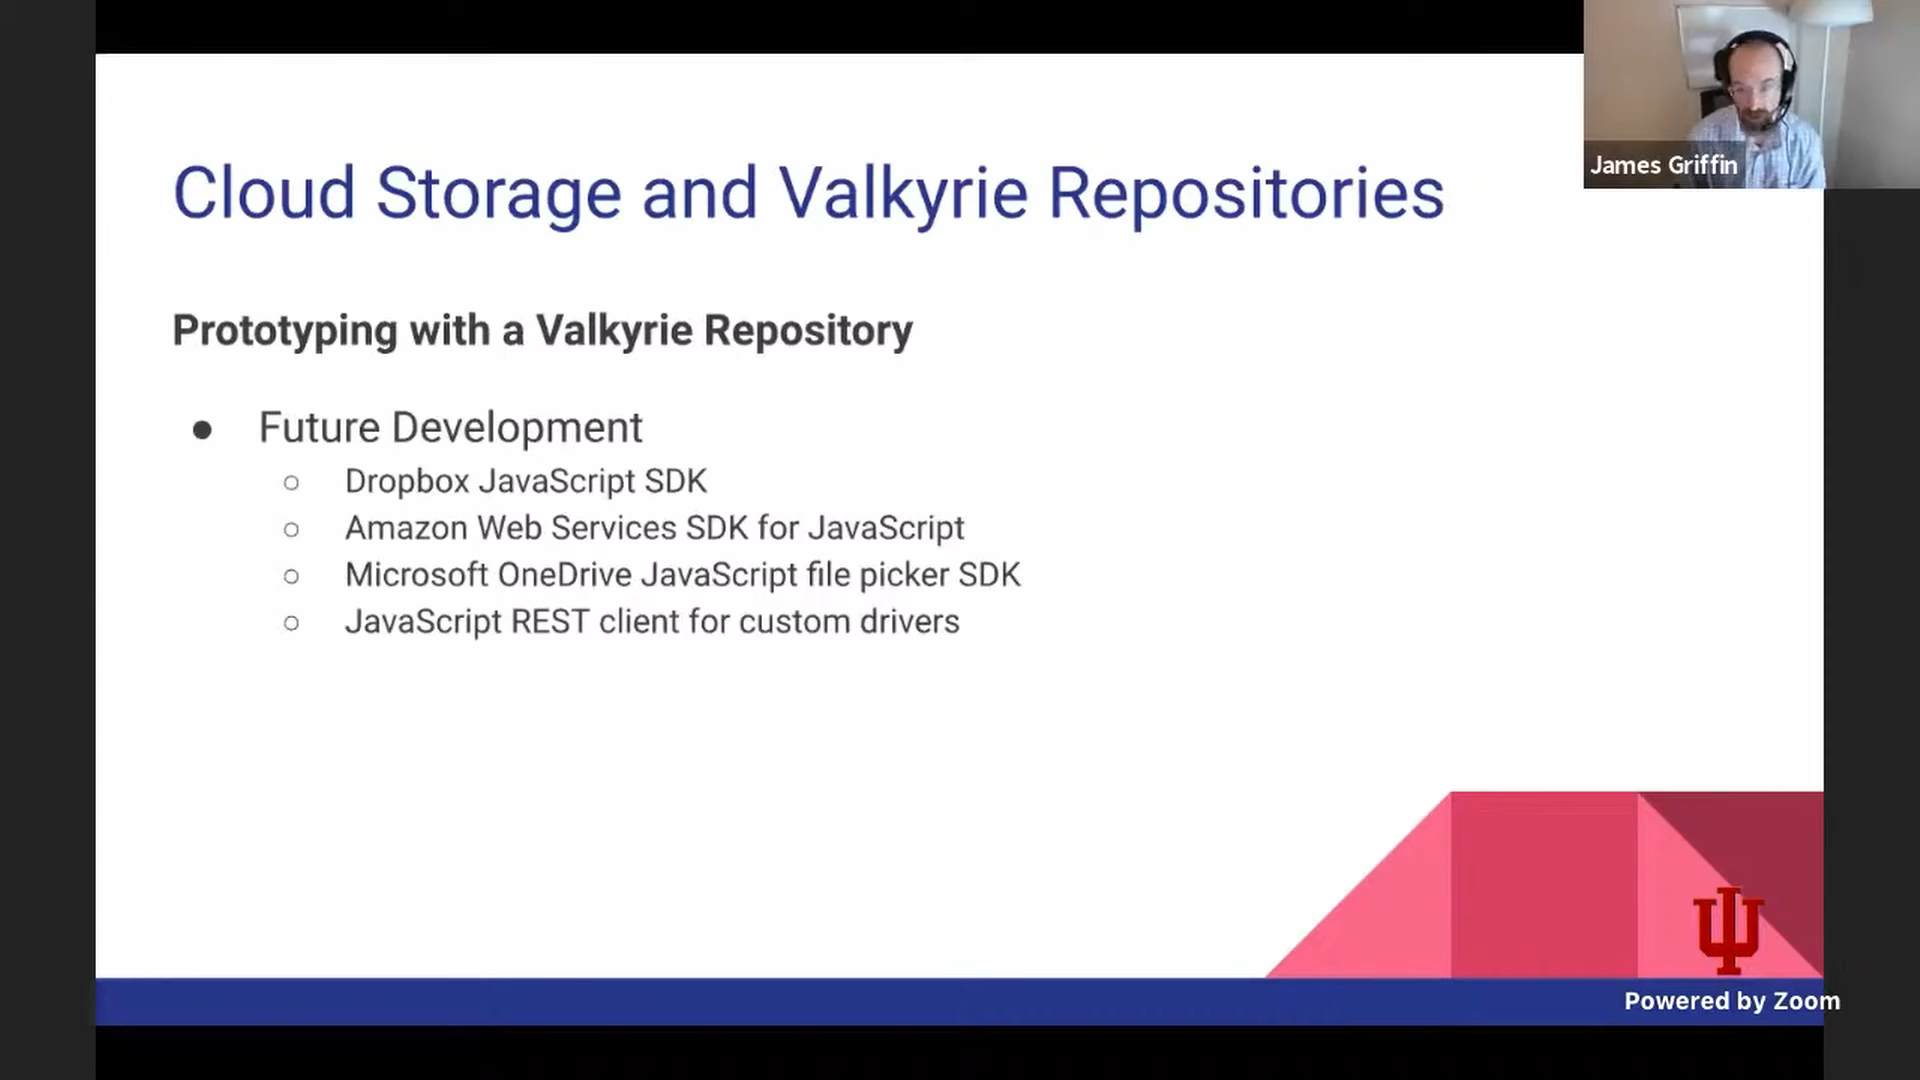 Cloud Storage and Valkyrie Repositories
James Griffin
Prototyping with a Valkyrie Repository
● Future Development
○ Dropbox JavaScript SDK
○ Amazon Web Services SDK for JavaScript
○ Microsoft OneDrive JavaScript file picker SDK
○ JavaScript REST client for custom drivers
Powered by Zoom